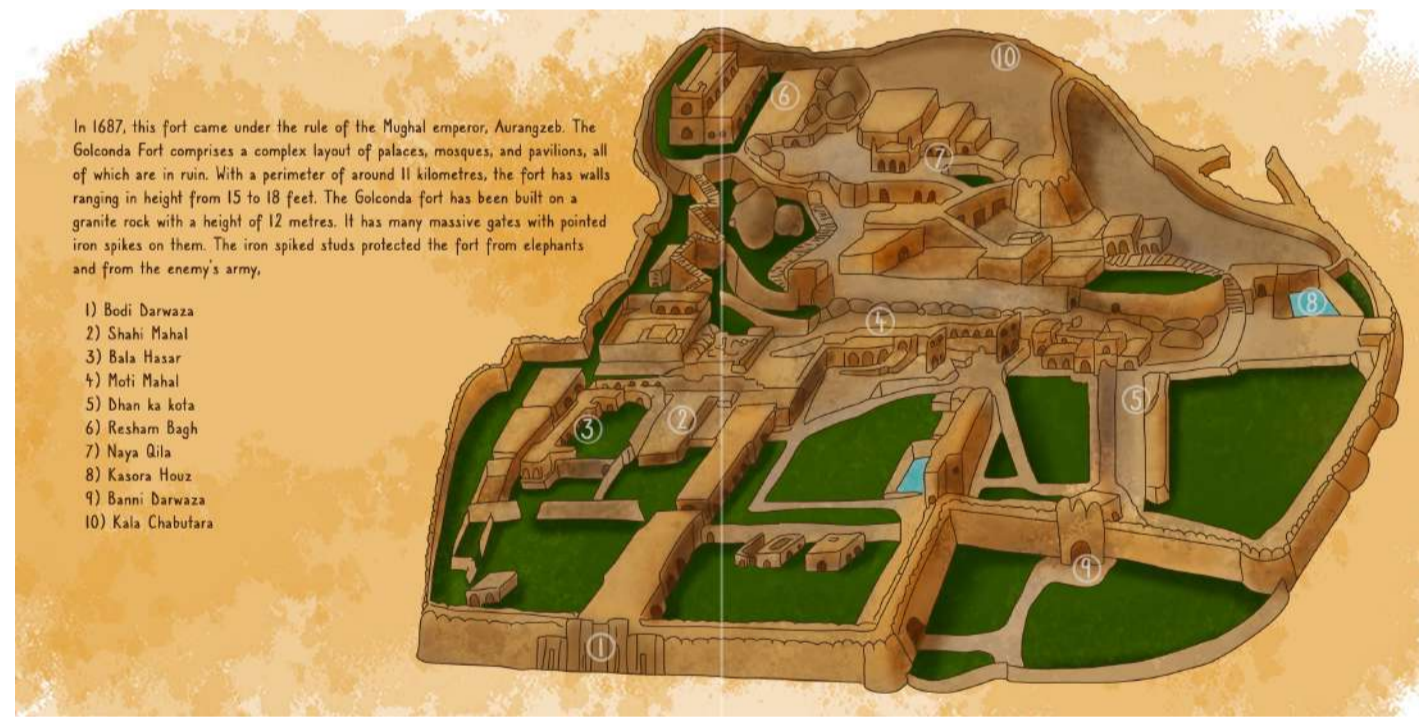 In 1687, this fort came under the rule of the Mughal emperor, Aurangzeb. The
Golconda Fort comprises a complex layout of palaces, mosques, and pavilions, all
of which are in ruin. With a perimeter of around 11 kilometres, the fort has walls
ranging in height from 15 to 18 feet. The Golconda fort has been built on a
granite rock with a height of 12 metres. It has many massive gates with pointed
iron spikes on them. The iron spiked studs protected the fort from elephants
and from the enemy's army,
1) Bodi Darwaza
2) Shahi Mahal
3) Bala Hasar
4) Moti Mahal
5) Dhan ka kota
6) Resham Bagh
7) Naya Qila
8) Kasora Houz
9) Banni Darwaza
10) Kala Chabutara
10
6
7
8
4
5
2
3
9
1